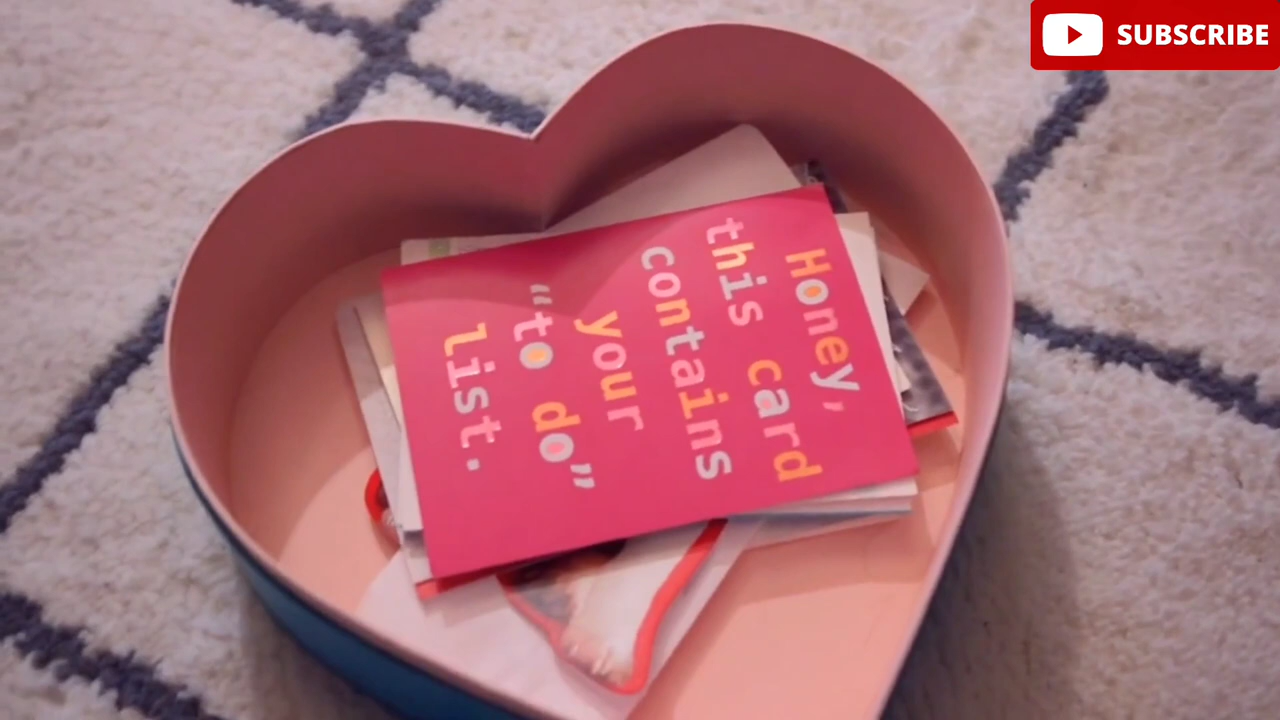 SUBSCRIBE
Honey,
this card
contains
your
“to do”
list.